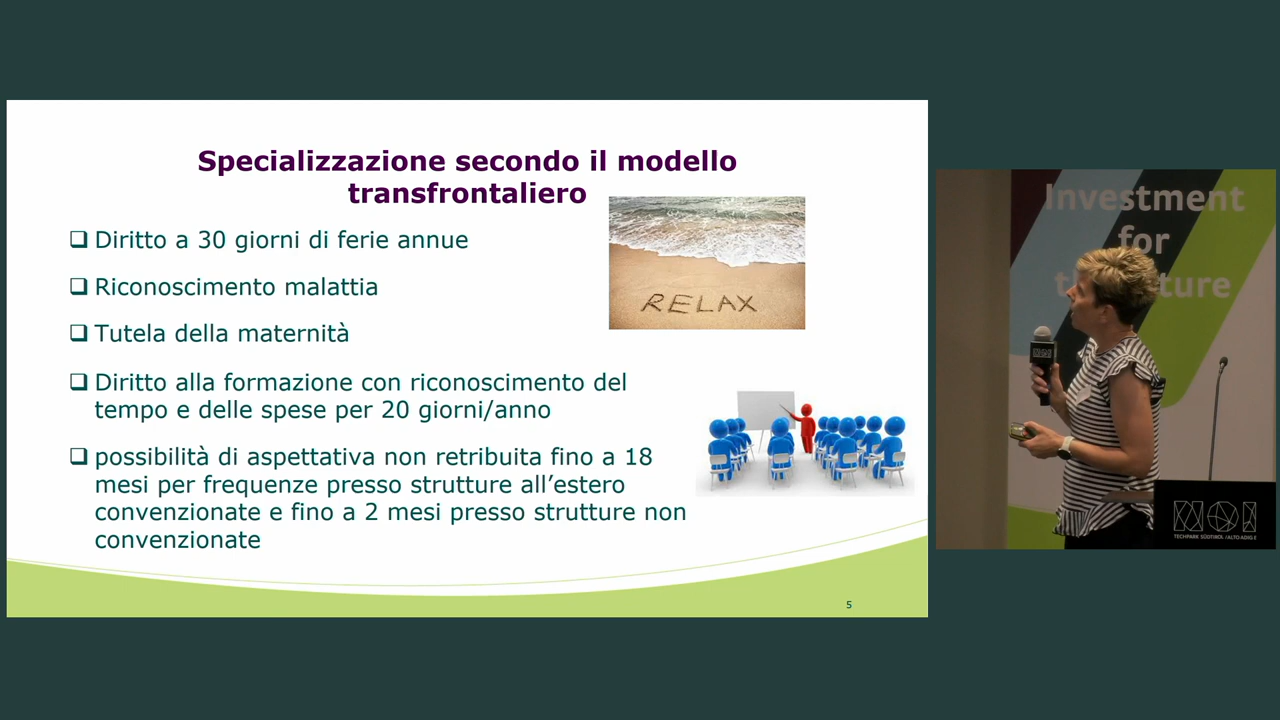 Specializzazione secondo il modello
transfrontaliero
Diritto a 30 giorni di ferie annue
Riconoscimento malattia
Tutela della maternità
Diritto alla formazione con riconoscimento del
tempo e delle spese per 20 giorni/anno
possibilità di aspettativa non retribuita fino a 18
mesi per frequenze presso strutture all’estero
convenzionate e fino a 2 mesi presso strutture non
convenzionate
RELAX
5
Investment
for
NOI
NOI
TECHPARK SÜDTIROL / ALTO ADIGE